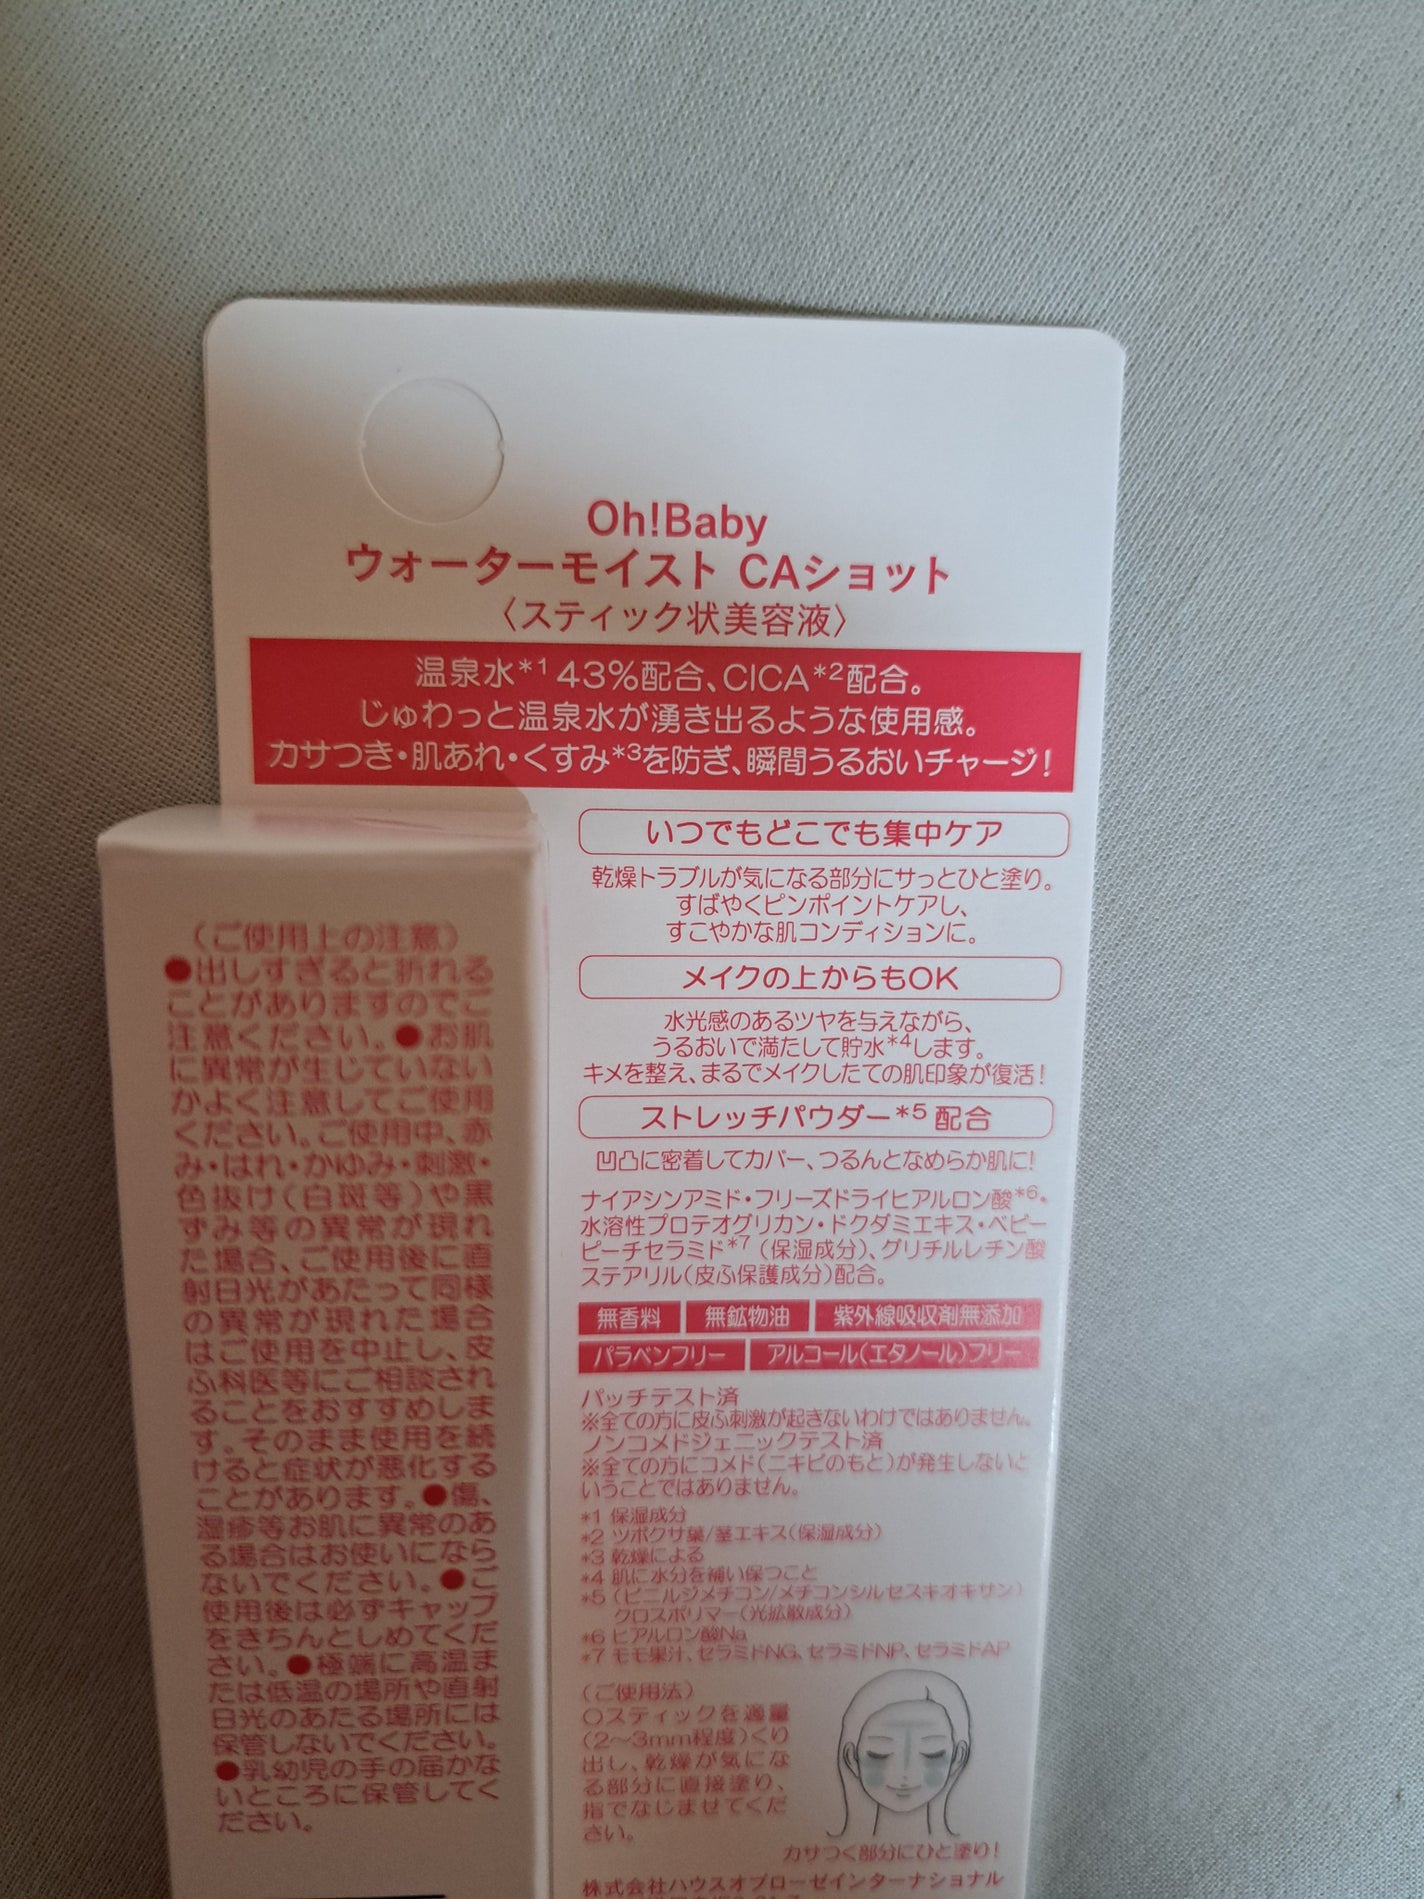 Oh!Baby
ウォーターモイスト CAショット
〈スティック状美容液〉
温泉水*1 43%配合、CICA*2配合。
じゅわっと温泉水が湧き出るような使用感。
カサつき・肌あれ・くすみ*3を防ぎ、瞬間うるおいチャージ!
いつでもどこでも集中ケア
乾燥トラブルが気になる部分にサっとひと塗り。
すばやくピンポイントケアし、
すこやかな肌コンディションに。
メイクの上からもOK
水光感のあるツヤを与えながら、
うるおいで満たして貯水*4します。
キメを整え、まるでメイクしたての肌印象が復活!
ストレッチパウダー*5 配合
凹凸に密着してカバー、つるんとなめらか肌に!
ナイアシンアミド・フリーズドライヒアルロン酸*6・
水溶性プロテオグリカン・ドクダミエキス・ベビー
ピーチセラミド*7（保湿成分）、グリチルレチン酸
ステアリル（皮ふ保護成分）配合。
無香料 無鉱物油 紫外線吸収剤無添加
パラベンフリー アルコール（エタノール）フリー
パッチテスト済
※全ての方に皮ふ刺激が起きないわけではありません。
ノンコメドジェニックテスト済
※全ての方にコメド（ニキビのもと）が発生しないと
いうことではありません。
*1 保湿成分
*2 ツボクサ葉/茎エキス（保湿成分）
*3 乾燥による
*4 肌に水分を補い保つこと
*5（ビニルジメチコン/メチコンシルセスキオキサン）
クロスポリマー（光拡散成分）
*6 ヒアルロン酸Na
*7 モモ果汁、セラミドNG、セラミドNP、セラミドAP
（ご使用法）
○スティックを適量
（2〜3mm程度）くり
出し、乾燥が気にな
る部分に直接塗り、
指でなじませてくだ
さい。
カサつく部分にひと塗り!
株式会社ハウスオブローゼインターナショナル
（ご使用上の注意）
●出しすぎると折れる
ことがありますのでご
注意ください。●お肌
に異常が生じていない
かよく注意してご使用
ください。ご使用中、赤
み・はれ・かゆみ・刺激・
色抜け（白斑等）や黒
ずみ等の異常が現れ
た場合、ご使用後に直
射日光があたって同様
の異常が現れた場合
はご使用を中止し、皮
ふ科医等にご相談され
ることをおすすめしま
す。そのまま使用を続
けると症状が悪化する
ことがあります。●傷、
湿疹等お肌に異常のあ
る場合はお使いになら
ないでください。●ご
使用後は必ずキャップ
をきちんとしめてくだ
さい。●極端に高温ま
たは低温の場所や直射
日光のあたる場所には
保管しないでください。
●乳幼児の手の届かな
いところに保管してく
ださい。